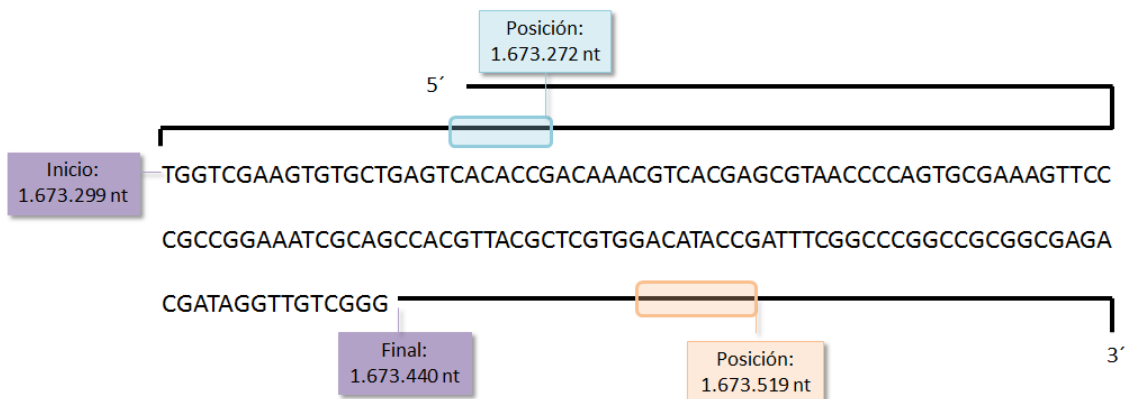 Posición:
1.673.272 nt
5´
Inicio:
1.673.299 nt
TGGTCGAAGTGTGCTGAGTCACACCGACAAACGTCACGAGCGTAACCCCAGTGCGAAAGTTCC
CGCCGGAAATCGCAGCCACGTTACGCTCGTGGACATACCGATTTCGGCCCGGCCGCGGCGAGA
CGATAGGTTGTCGGG
Final:
1.673.440 nt
Posición:
1.673.519 nt
3´